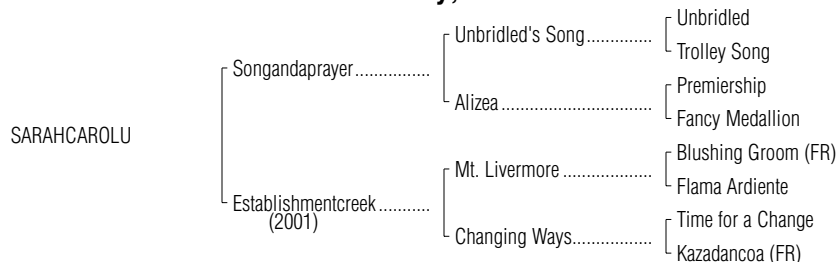 y,
Unbridled
Unbridled's Song
Trolley Song
Songandaprayer
Premiership
Alizea
Fancy Medallion
SARAHCAROLU
Blushing Groom (FR)
Mt. Livermore
Flama Ardiente
Establishmentcreek
(2001)
Time for a Change
Changing Ways
Kazadancoa (FR)